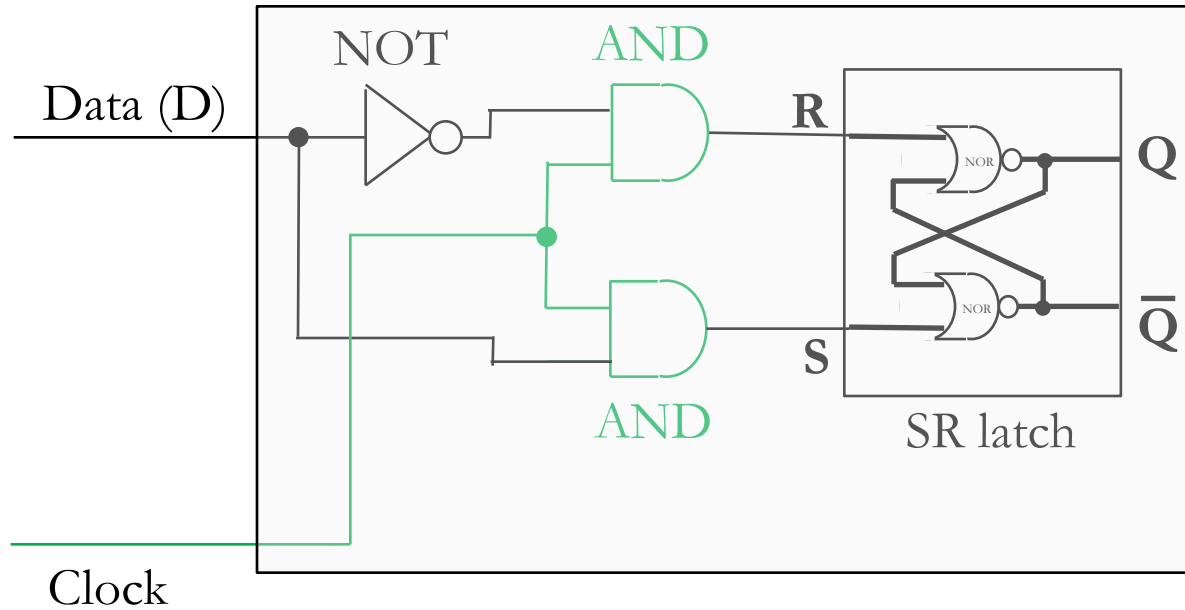 NOT
AND
Data (D)
R
NOR
Q
NOR
Q̅
S
AND
SR latch
Clock